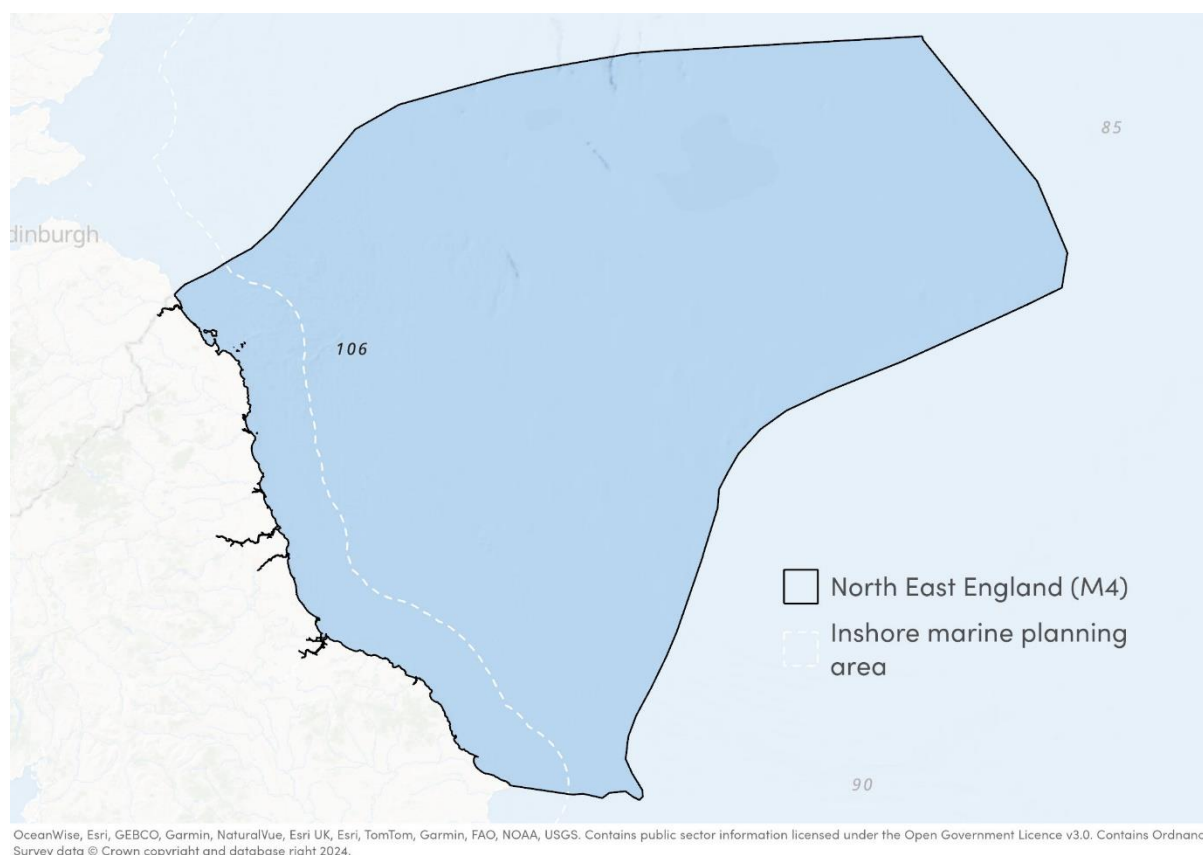 85
dinburgh
106
North East England (M4)
Inshore marine planning
area
90
OceanWise, Esri, GEBCO, Garmin, NaturalVue, Esri UK, Esri, TomTom, Garmin, FAO, NOAA, USGS. Contains public sector information licensed under the Open Government Licence v3.0. Contains Ordnanc
Survey data © Crown copyright and database right 2024.